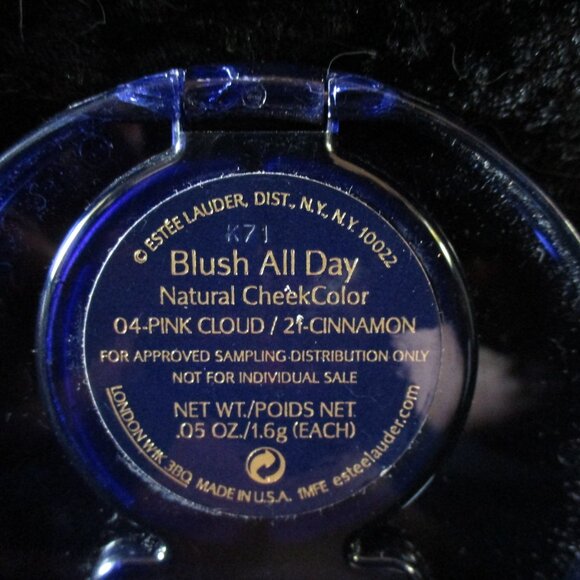 © ESTÉE LAUDER, DIST., N.Y., N.Y. 10022
K71
Blush All Day
Natural CheekColor
04-PINK CLOUD / 21-CINNAMON
FOR APPROVED SAMPLING DISTRIBUTION ONLY
NOT FOR INDIVIDUAL SALE
NET WT./POIDS NET
.05 OZ./1.6g (EACH)
LONDON W1K 3BQ MADE IN U.S.A. 1MFE esteelauder.com